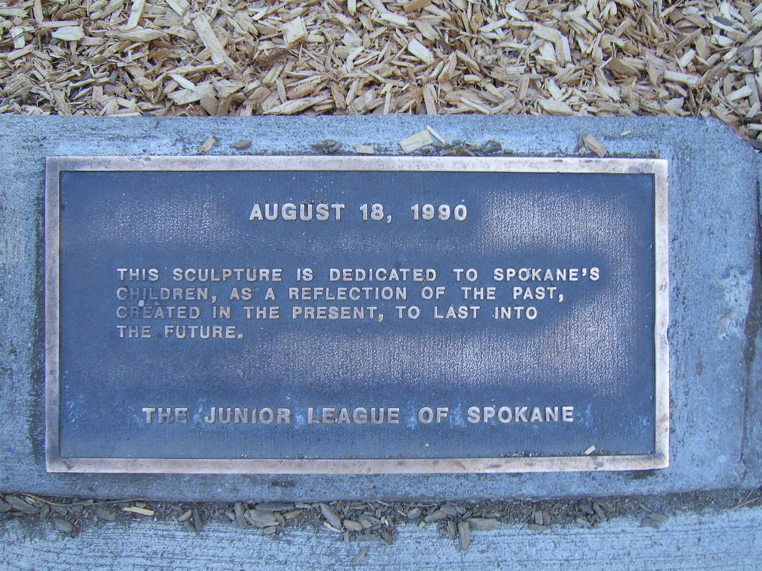 AUGUST 18, 1990
THIS SCULPTURE IS DEDICATED TO SPOKANE'S
CHILDREN, AS A REFLECTION OF THE PAST,
CREATED IN THE PRESENT, TO LAST INTO
THE FUTURE.
THE JUNIOR LEAGUE OF SPOKANE